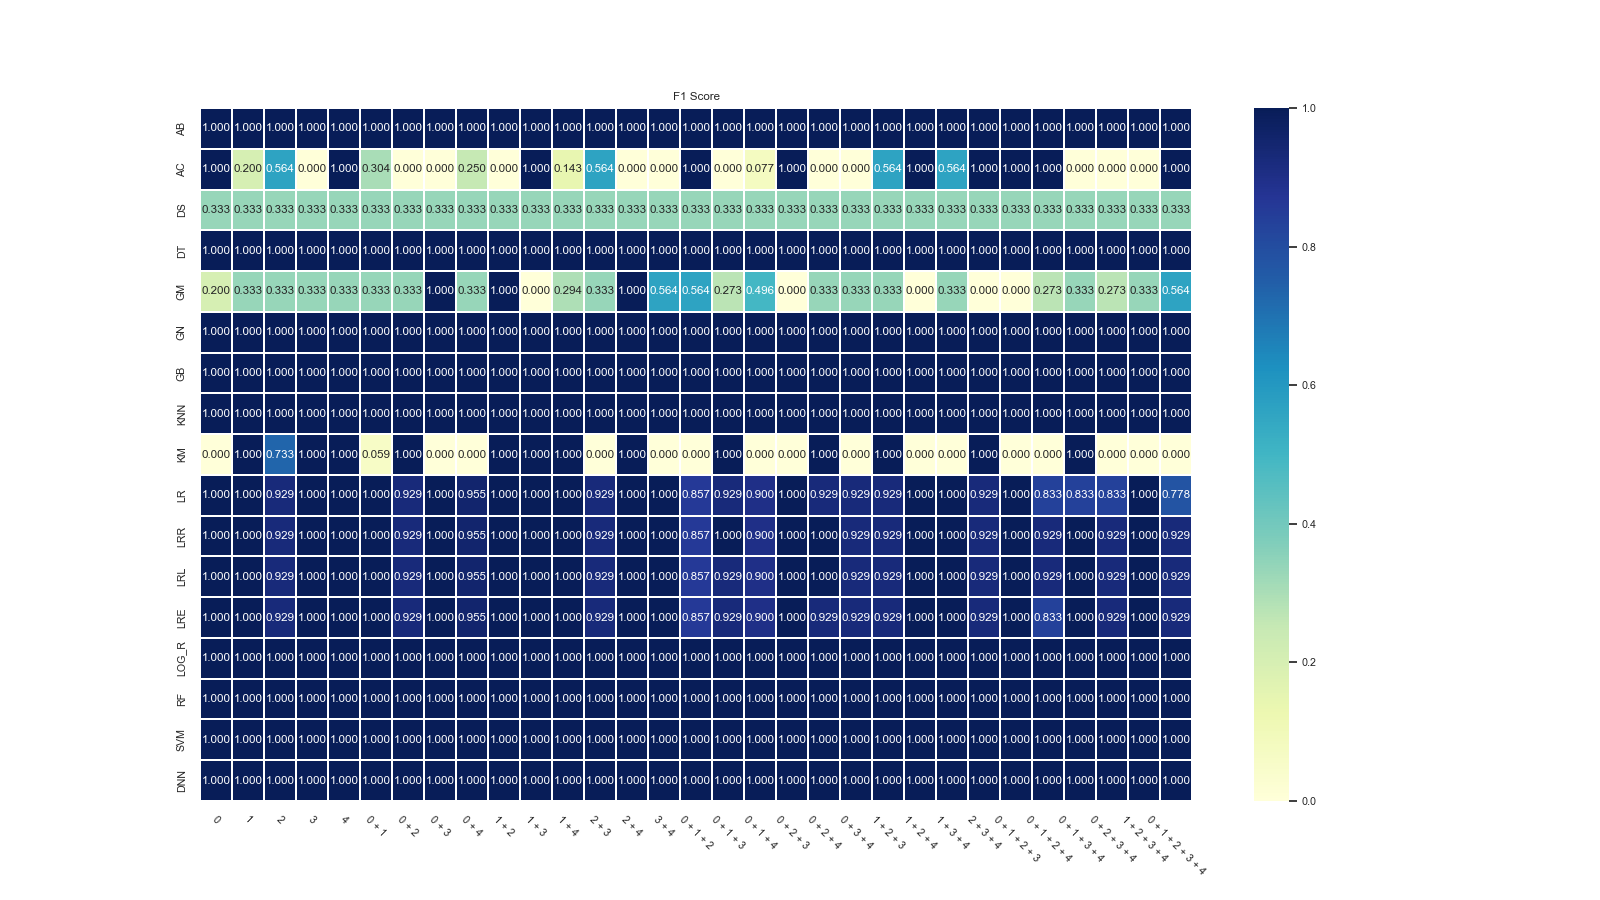 F1 Score
AB 1.000 1.000 1.000 1.000 1.000 1.000 1.000 1.000 1.000 1.000 1.000 1.000 1.000 1.000 1.000 1.000 1.000 1.000 1.000 1.000 1.000 1.000 1.000 1.000 1.000 1.000 1.000 1.000 1.000 1.000 1.000
AC 1.000 0.200 0.564 0.000 1.000 0.304 0.000 0.000 0.250 0.000 1.000 0.143 0.564 0.000 0.000 1.000 0.000 0.077 1.000 0.000 0.000 0.564 1.000 0.564 1.000 1.000 1.000 0.000 0.000 0.000 1.000
DS 0.333 0.333 0.333 0.333 0.333 0.333 0.333 0.333 0.333 0.333 0.333 0.333 0.333 0.333 0.333 0.333 0.333 0.333 0.333 0.333 0.333 0.333 0.333 0.333 0.333 0.333 0.333 0.333 0.333 0.333 0.333
DT 1.000 1.000 1.000 1.000 1.000 1.000 1.000 1.000 1.000 1.000 1.000 1.000 1.000 1.000 1.000 1.000 1.000 1.000 1.000 1.000 1.000 1.000 1.000 1.000 1.000 1.000 1.000 1.000 1.000 1.000 1.000
GM 0.200 0.333 0.333 0.333 0.333 0.333 0.333 1.000 0.333 1.000 0.000 0.294 0.333 1.000 0.564 0.564 0.273 0.496 0.000 0.333 0.333 0.333 0.000 0.333 0.000 0.000 0.273 0.333 0.273 0.333 0.564
GN 1.000 1.000 1.000 1.000 1.000 1.000 1.000 1.000 1.000 1.000 1.000 1.000 1.000 1.000 1.000 1.000 1.000 1.000 1.000 1.000 1.000 1.000 1.000 1.000 1.000 1.000 1.000 1.000 1.000 1.000 1.000
GB 1.000 1.000 1.000 1.000 1.000 1.000 1.000 1.000 1.000 1.000 1.000 1.000 1.000 1.000 1.000 1.000 1.000 1.000 1.000 1.000 1.000 1.000 1.000 1.000 1.000 1.000 1.000 1.000 1.000 1.000 1.000
KNN 1.000 1.000 1.000 1.000 1.000 1.000 1.000 1.000 1.000 1.000 1.000 1.000 1.000 1.000 1.000 1.000 1.000 1.000 1.000 1.000 1.000 1.000 1.000 1.000 1.000 1.000 1.000 1.000 1.000 1.000 1.000
KM 0.000 1.000 0.733 1.000 1.000 0.059 1.000 0.000 0.000 1.000 1.000 1.000 0.000 1.000 0.000 0.000 1.000 0.000 0.000 1.000 0.000 1.000 0.000 0.000 1.000 0.000 0.000 1.000 0.000 0.000 0.000
LR 1.000 1.000 0.929 1.000 1.000 1.000 0.929 1.000 0.955 1.000 1.000 1.000 0.929 1.000 1.000 0.857 0.929 0.900 1.000 0.929 0.929 0.929 1.000 1.000 0.929 1.000 0.833 0.833 0.833 1.000 0.778
LRR 1.000 1.000 0.929 1.000 1.000 1.000 0.929 1.000 0.955 1.000 1.000 1.000 0.929 1.000 1.000 0.857 1.000 0.900 1.000 1.000 0.929 0.929 1.000 1.000 0.929 1.000 0.929 1.000 0.929 1.000 0.929
LRL 1.000 1.000 0.929 1.000 1.000 1.000 0.929 1.000 0.955 1.000 1.000 1.000 0.929 1.000 1.000 0.857 0.929 0.900 1.000 1.000 0.929 0.929 1.000 1.000 0.929 1.000 0.929 1.000 0.929 1.000 0.929
LRE 1.000 1.000 0.929 1.000 1.000 1.000 0.929 1.000 0.955 1.000 1.000 1.000 0.929 1.000 1.000 0.857 0.929 0.900 1.000 0.929 0.929 0.929 1.000 1.000 0.929 1.000 0.833 1.000 0.929 1.000 0.929
LOG_R 1.000 1.000 1.000 1.000 1.000 1.000 1.000 1.000 1.000 1.000 1.000 1.000 1.000 1.000 1.000 1.000 1.000 1.000 1.000 1.000 1.000 1.000 1.000 1.000 1.000 1.000 1.000 1.000 1.000 1.000 1.000
RF 1.000 1.000 1.000 1.000 1.000 1.000 1.000 1.000 1.000 1.000 1.000 1.000 1.000 1.000 1.000 1.000 1.000 1.000 1.000 1.000 1.000 1.000 1.000 1.000 1.000 1.000 1.000 1.000 1.000 1.000 1.000
SVM 1.000 1.000 1.000 1.000 1.000 1.000 1.000 1.000 1.000 1.000 1.000 1.000 1.000 1.000 1.000 1.000 1.000 1.000 1.000 1.000 1.000 1.000 1.000 1.000 1.000 1.000 1.000 1.000 1.000 1.000 1.000
DNN 1.000 1.000 1.000 1.000 1.000 1.000 1.000 1.000 1.000 1.000 1.000 1.000 1.000 1.000 1.000 1.000 1.000 1.000 1.000 1.000 1.000 1.000 1.000 1.000 1.000 1.000 1.000 1.000 1.000 1.000 1.000
0
1
2
3
4
0 + 1
0 + 2
0 + 3
0 + 4
1 + 2
1 + 3
1 + 4
2 + 3
2 + 4
3 + 4
0 + 1 + 2
0 + 1 + 3
0 + 1 + 4
0 + 2 + 3
0 + 2 + 4
0 + 3 + 4
1 + 2 + 3
1 + 2 + 4
1 + 3 + 4
2 + 3 + 4
0 + 1 + 2 + 3
0 + 1 + 2 + 4
0 + 1 + 3 + 4
0 + 2 + 3 + 4
1 + 2 + 3 + 4
0 + 1 + 2 + 3 + 4
1.0
0.8
0.6
0.4
0.2
0.0